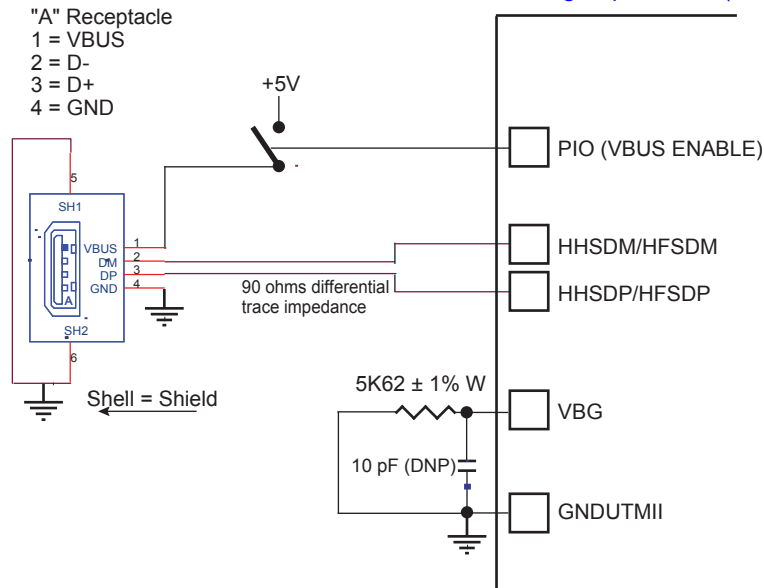 "A" Receptacle
1 = VBUS
2 = D-
3 = D+
4 = GND
+5V
PIO (VBUS ENABLE)
5
SH1
VBUS 1
DM 2
DP 3
GND 4
A
SH2
6
HHSDM/HFSDM
90 ohms differential
trace impedance
HHSDP/HFSDP
Shell = Shield
5K62 ± 1% W
VBG
10 pF (DNP)
GNDUTMII